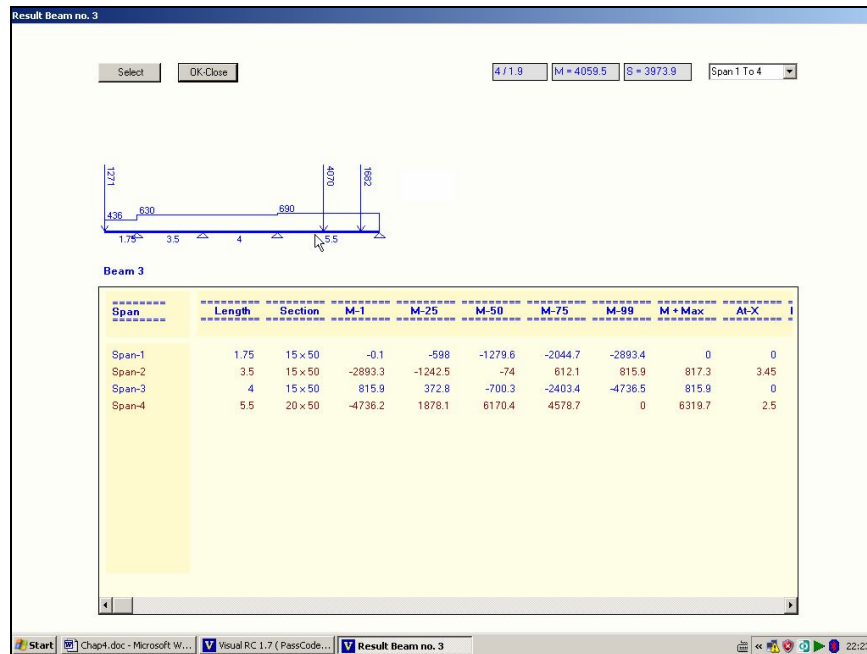 Result Beam no. 3
Select OK-Close 4 / 1.9 M = 4059.5 S = 3973.9 Span 1 To 4
1271 4070 1682
436 630 690
1.75 3.5 4 5.5
Beam 3
======== ======== ======== ======== ======== ======== ======== ======== ======== ========
Span Length Section M-1 M-25 M-50 M-75 M-99 M + Max At-X
======== ======== ======== ======== ======== ======== ======== ======== ======== ========
Span-1 1.75 15 x 50 -0.1 -598 -1279.6 -2044.7 -2893.4 0 0
Span-2 3.5 15 x 50 -2893.3 -1242.5 -74 612.1 815.9 817.3 3.45
Span-3 4 15 x 50 815.9 372.8 -700.3 -2403.4 -4736.5 815.9 0
Span-4 5.5 20 x 50 -4736.2 1878.1 6170.4 4578.7 0 6319.7 2.5
Start Chap4.doc - Microsoft W... Visual RC 1.7 ( PassCode... Result Beam no. 3 «